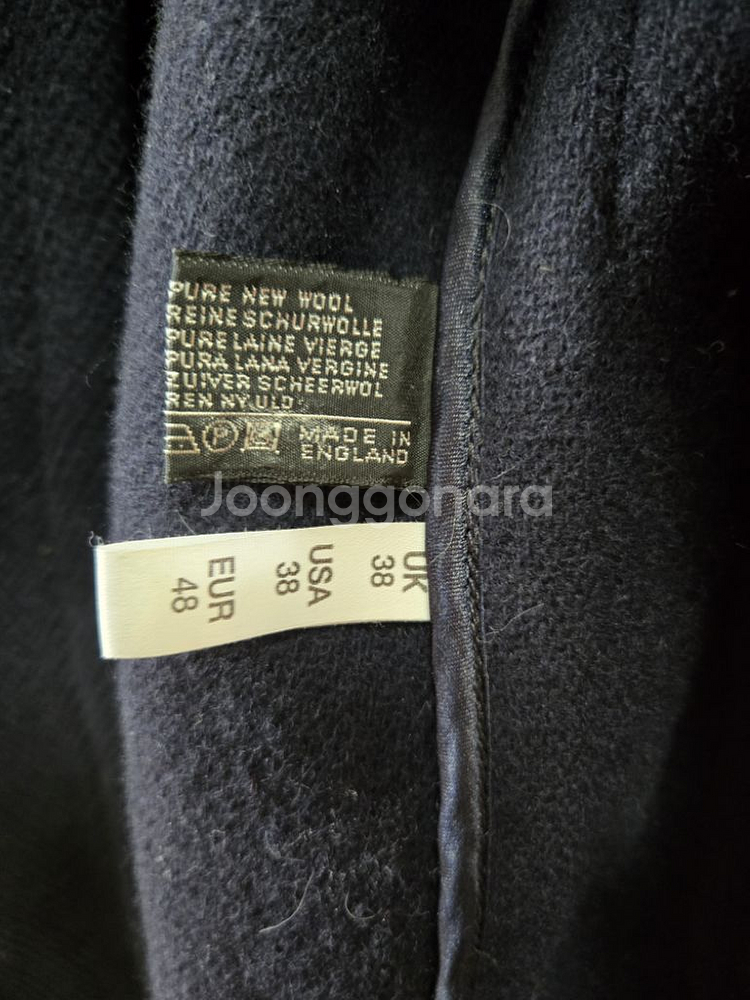 PURE NEW WOOL
REINE SCHURWOLLE
PURE LAINE VIERGE
PURA LANA VERGINE
ZUIVER SCHEERWOL
REN NY ULD
P
MADE IN
ENGLAND
Joonggonara
UK
38
USA
38
EUR
48